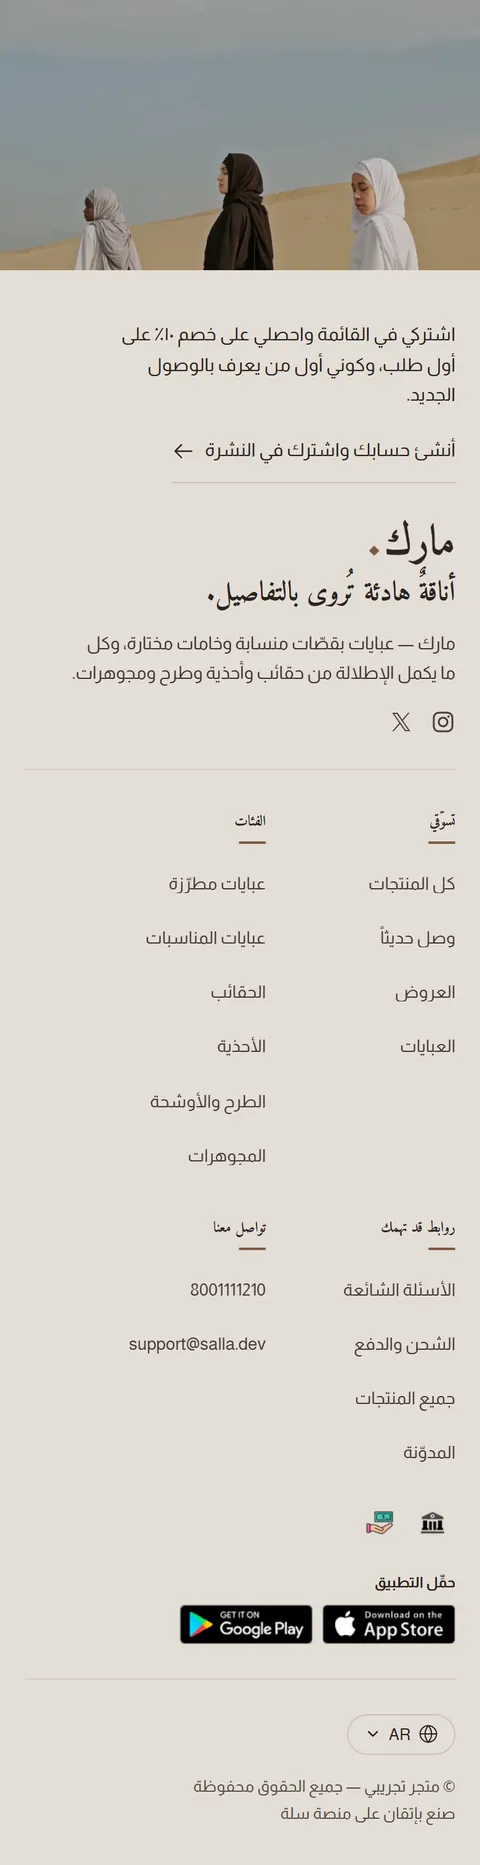 اشتركي في القائمة واحصلي على خصم ١٠٪ على
أول طلب، وكوني أول من يعرف بالوصول
الجديد.
أنشئ حسابك واشترك في النشرة ←
مارك.
أناقةٌ هادئة تُروى بالتفاصيل.
مارك — عبايات بقصّات منسابة وخامات مختارة، وكل
ما يكمل الإطلالة من حقائب وأحذية وطرح ومجوهرات.
تسوّقي
كل المنتجات
وصل حديثاً
العروض
العبايات
الفئات
عبايات مطرّزة
عبايات المناسبات
الحقائب
الأحذية
الطرح والأوشحة
المجوهرات
روابط قد تهمك
الأسئلة الشائعة
الشحن والدفع
جميع المنتجات
المدوّنة
تواصل معنا
8001111210
support@salla.dev
حمّل التطبيق
Download on the
App Store
GET IT ON
Google Play
AR
© متجر تجريبي — جميع الحقوق محفوظة
صنع بإتقان على منصة سلة